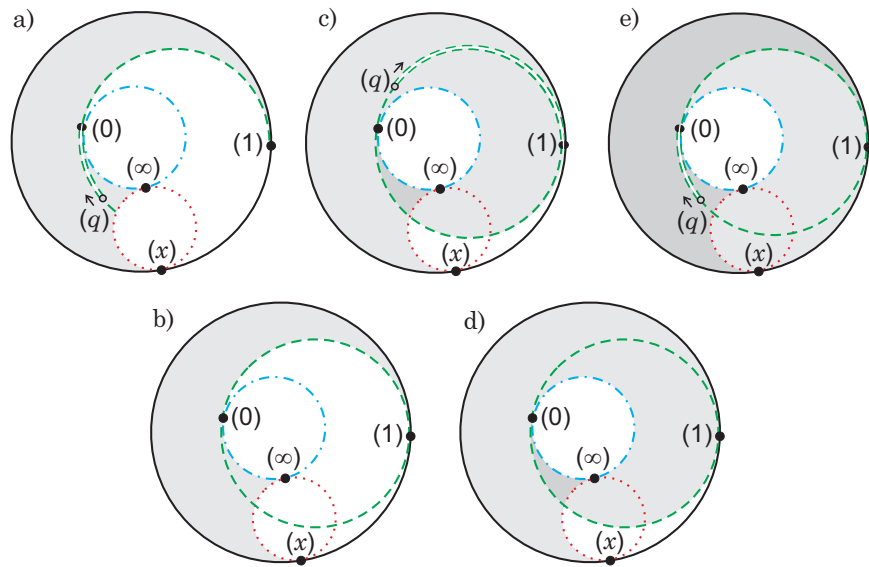 a)
(0)
(1)
(∞)
(q)
(x)
c)
(q)
(0)
(1)
(∞)
(x)
e)
(0)
(1)
(∞)
(q)
(x)
b)
(0)
(1)
(∞)
(x)
d)
(0)
(1)
(∞)
(x)